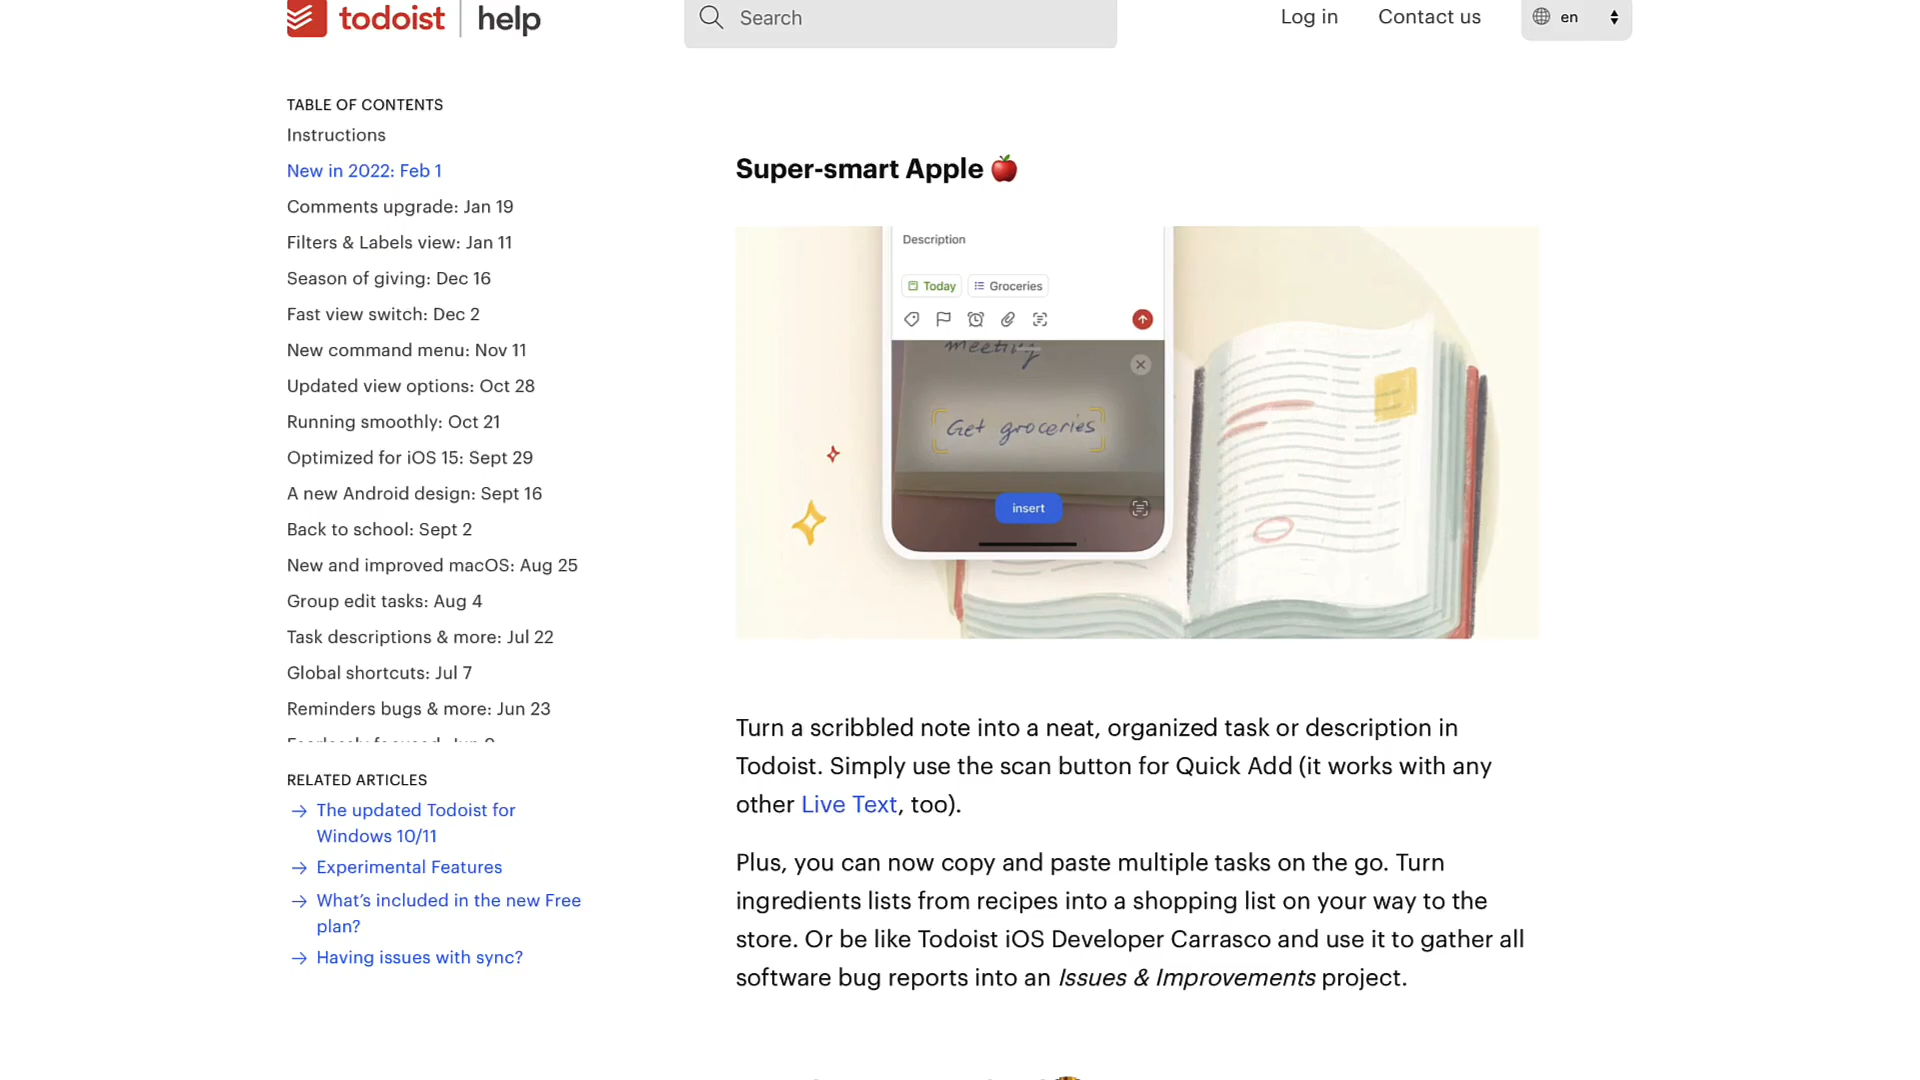 todoist help
Search
Log in
Contact us
en
TABLE OF CONTENTS
Instructions
New in 2022: Feb 1
Comments upgrade: Jan 19
Filters & Labels view: Jan 11
Season of giving: Dec 16
Fast view switch: Dec 2
New command menu: Nov 11
Updated view options: Oct 28
Running smoothly: Oct 21
Optimized for iOS 15: Sept 29
A new Android design: Sept 16
Back to school: Sept 2
New and improved macOS: Aug 25
Group edit tasks: Aug 4
Task descriptions & more: Jul 22
Global shortcuts: Jul 7
Reminders bugs & more: Jun 23
RELATED ARTICLES
→ The updated Todoist for
Windows 10/11
→ Experimental Features
→ What's included in the new Free
plan?
→ Having issues with sync?
Super-smart Apple 🍎
Description
Today
Groceries
meeting
Get groceries
insert
Turn a scribbled note into a neat, organized task or description in
Todoist. Simply use the scan button for Quick Add (it works with any
other Live Text, too).
Plus, you can now copy and paste multiple tasks on the go. Turn
ingredients lists from recipes into a shopping list on your way to the
store. Or be like Todoist iOS Developer Carrasco and use it to gather all
software bug reports into an Issues & Improvements project.